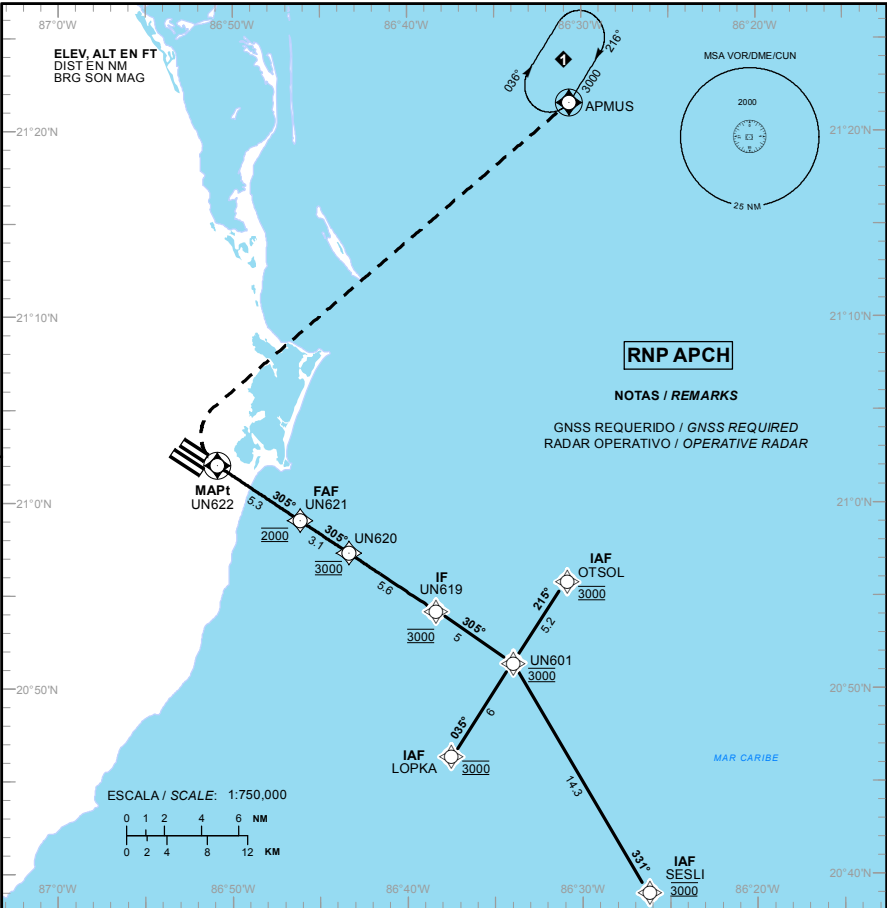 87°0'W
86°50'W
86°40'W
86°30'W
86°20'W
ELEV, ALT EN FT
DIST EN NM
BRG SON MAG
1
036°
216°
3000
APMUS
MSA VOR/DME/CUN
2000
25 NM
21°20'N
21°20'N
21°10'N
21°10'N
RNP APCH
NOTAS / REMARKS
GNSS REQUERIDO / GNSS REQUIRED
RADAR OPERATIVO / OPERATIVE RADAR
MAPt
UN622
5.3
305°
FAF
UN621
2000
3.1
305°
UN620
3000
5.6
IF
UN619
3000
305°
5
IAF
OTSOL
3000
215°
5.2
UN601
3000
035°
6
IAF
LOPKA
3000
21°0'N
21°0'N
20°50'N
20°50'N
MAR CARIBE
14.3
331°
IAF
SESLI
3000
20°40'N
ESCALA / SCALE: 1:750,000
0 1 2 4 6 NM
0 2 4 8 12 KM
87°0'W
86°50'W
86°40'W
86°30'W
86°20'W